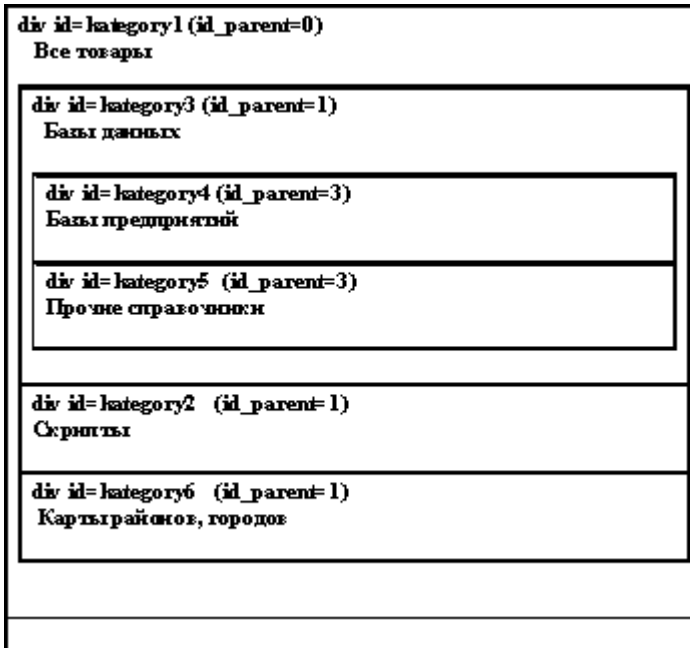 div id=kategory1 (id_parent=0)
Все товары
div id=kategory3 (id_parent=1)
Базы данных
div id=kategory4 (id_parent=3)
Базы предприятий
div id=kategory5 (id_parent=3)
Прочие справочники
div id=kategory2 (id_parent=1)
Скрипты
div id=kategory6 (id_parent=1)
Карты районов, городов